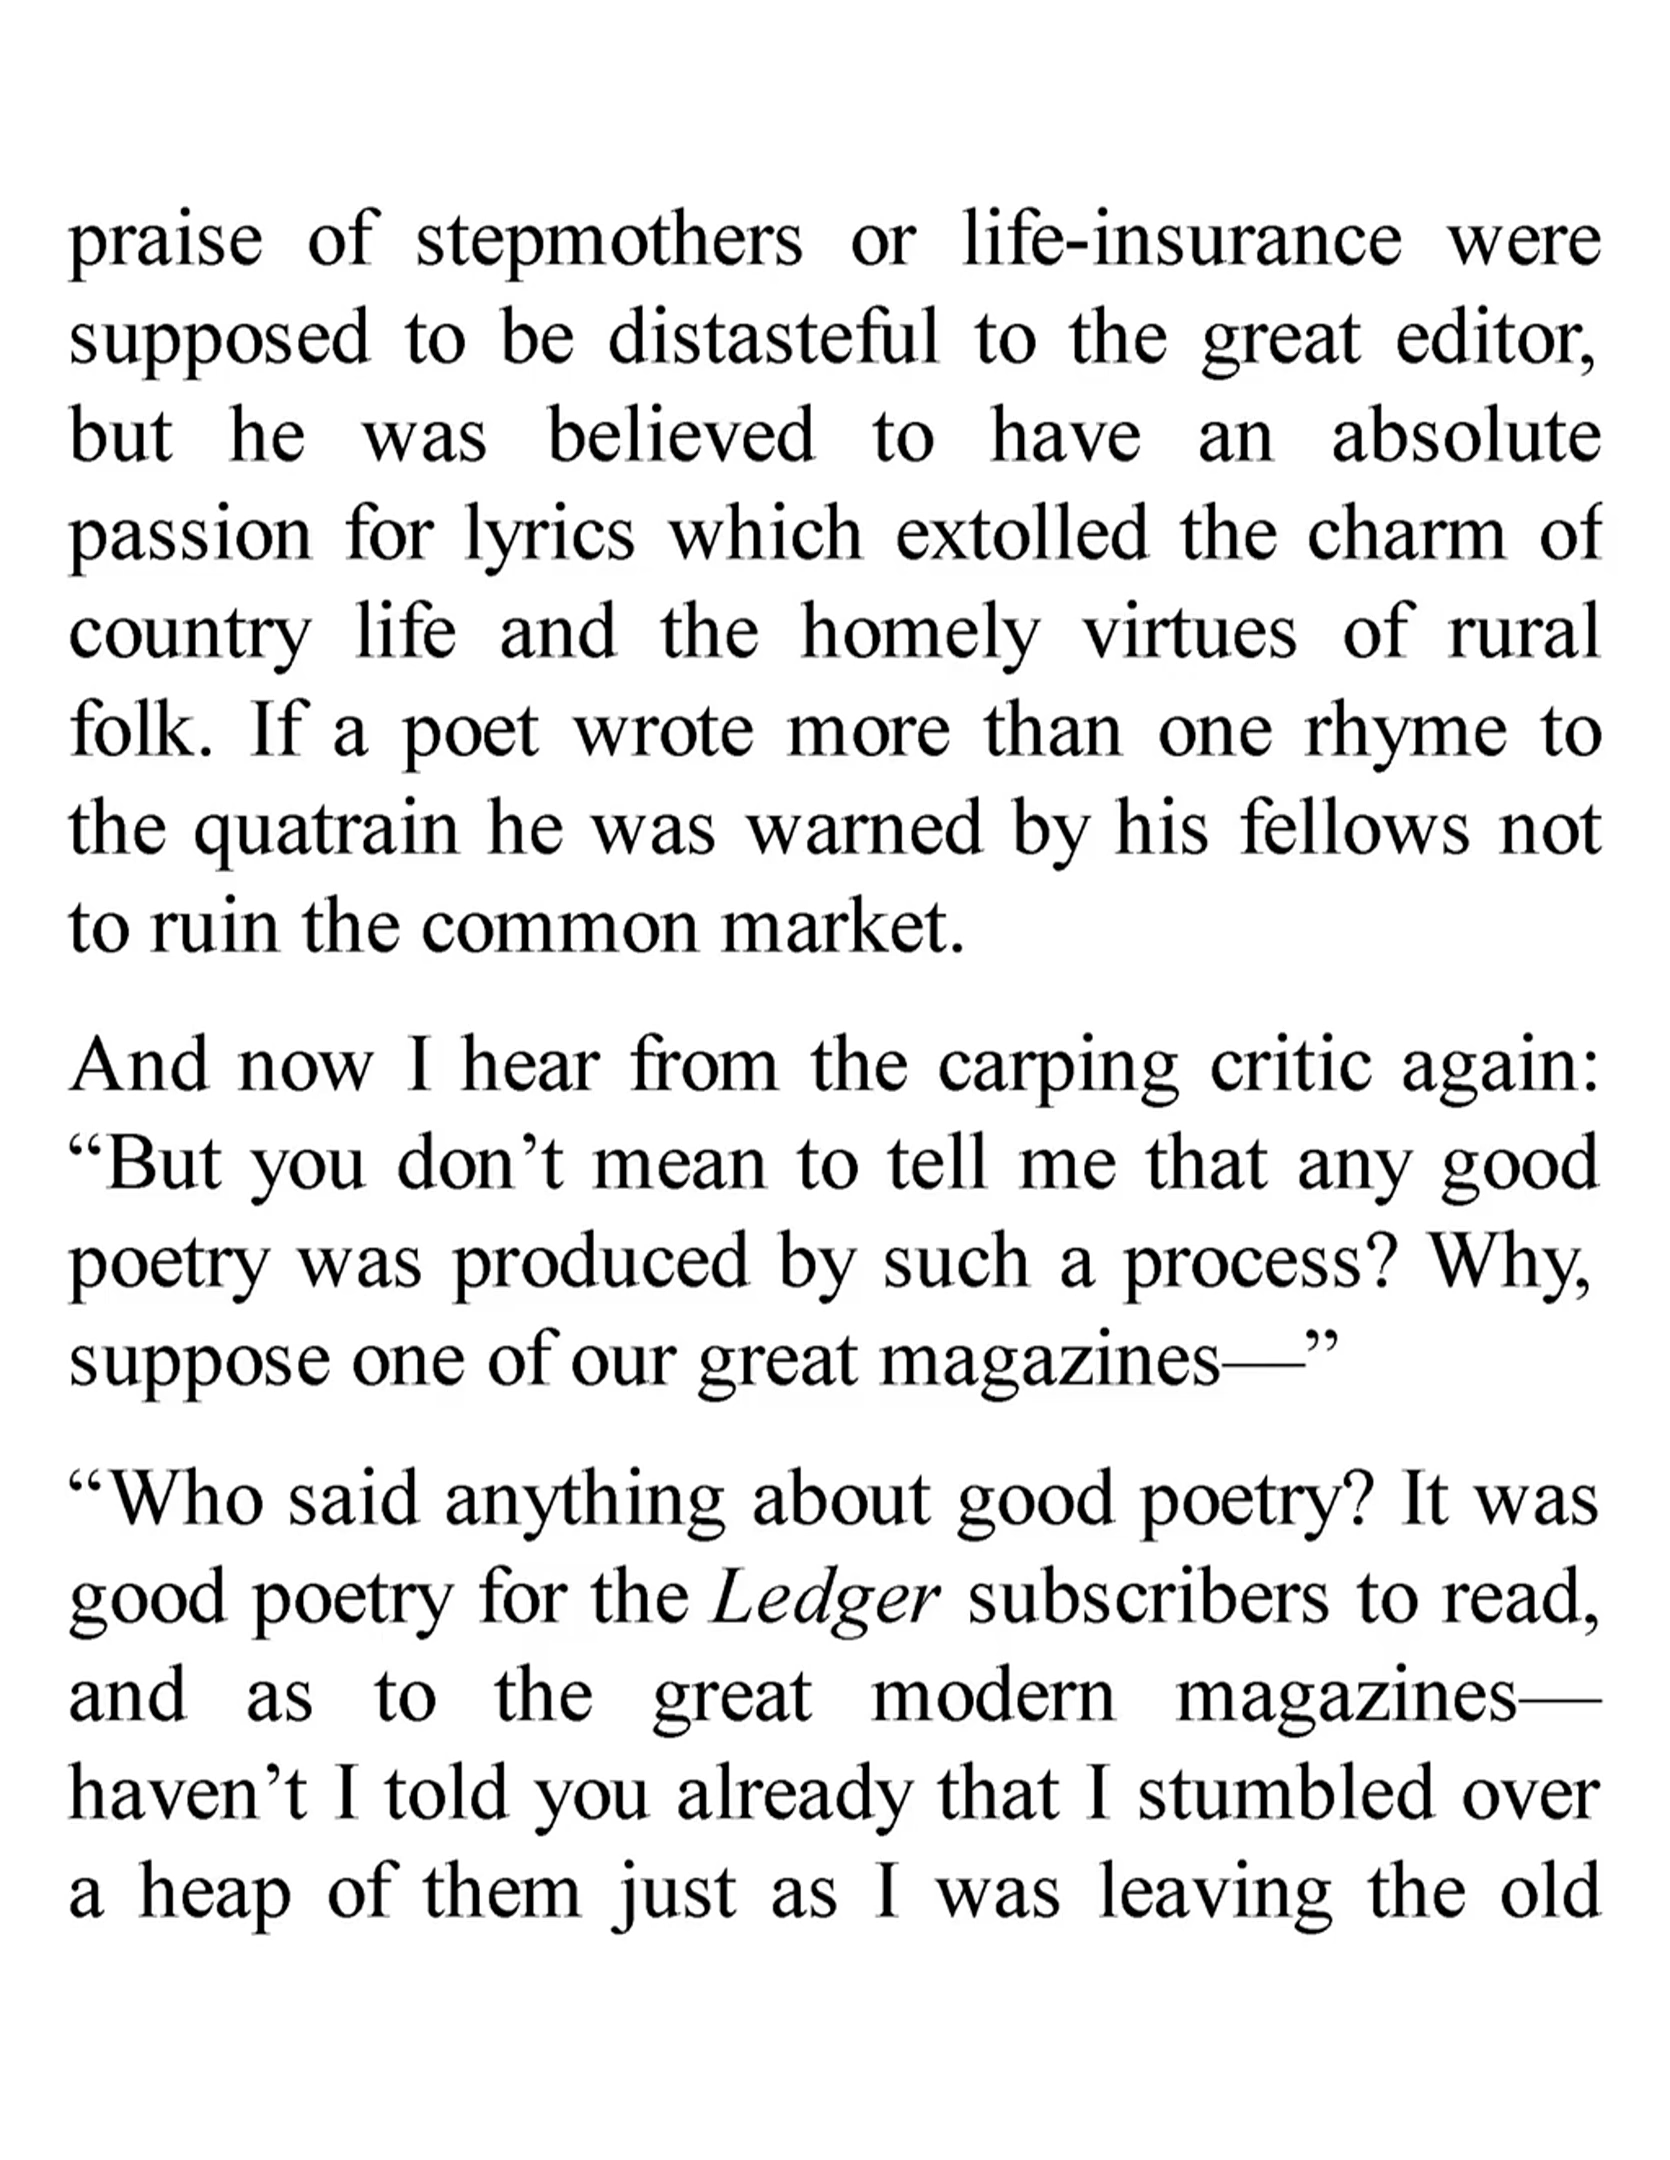 praise of stepmothers or life-insurance were
supposed to be distasteful to the great editor,
but he was believed to have an absolute
passion for lyrics which extolled the charm of
country life and the homely virtues of rural
folk. If a poet wrote more than one rhyme to
the quatrain he was warned by his fellows not
to ruin the common market.
And now I hear from the carping critic again:
“But you don’t mean to tell me that any good
poetry was produced by such a process? Why,
suppose one of our great magazines—”
“Who said anything about good poetry? It was
good poetry for the Ledger subscribers to read,
and as to the great modern magazines—
haven’t I told you already that I stumbled over
a heap of them just as I was leaving the old